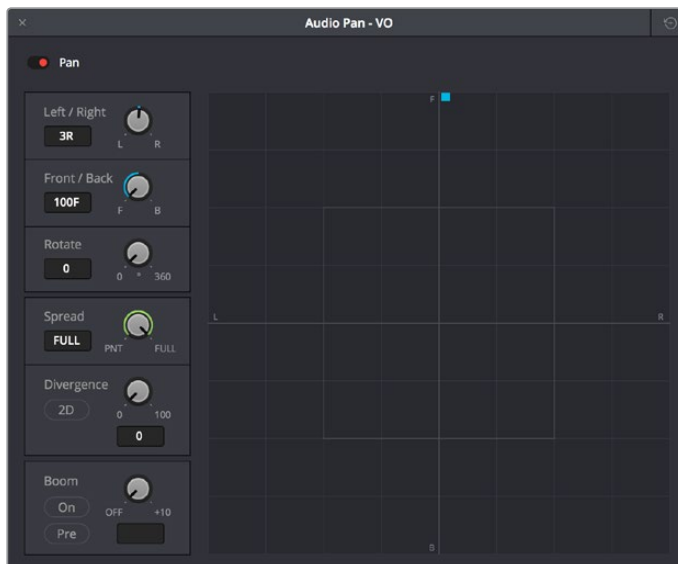 Audio Pan - VO
Pan
Left / Right
3R
L R
Front / Back
100F
F B
Rotate
0
0 ° 360
Spread
FULL
PNT FULL
Divergence
2D
0 100
0
Boom
On
OFF +10
Pre
F
L
R
B